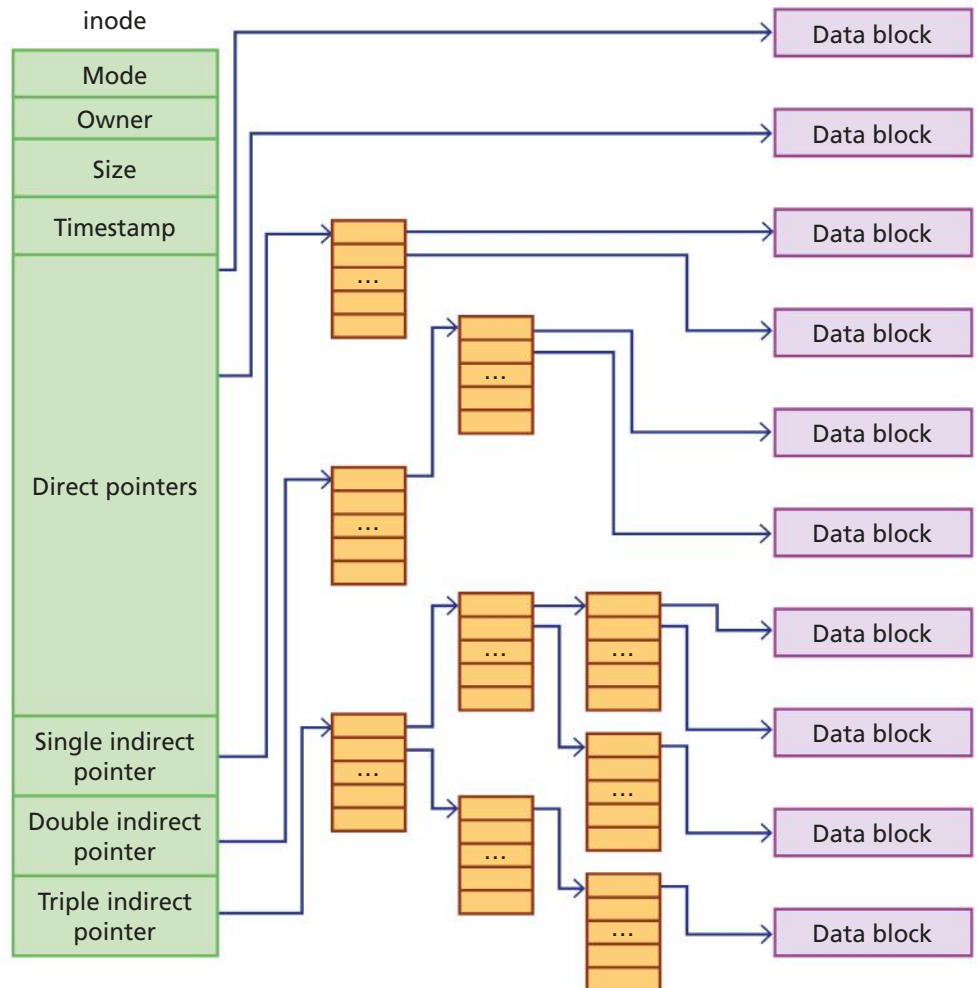 inode
Mode
Owner
Size
Timestamp
Direct pointers
Single indirect
pointer
Double indirect
pointer
Triple indirect
pointer
...
...
...
...
...
...
...
...
...
Data block
Data block
Data block
Data block
Data block
Data block
Data block
Data block
Data block
Data block